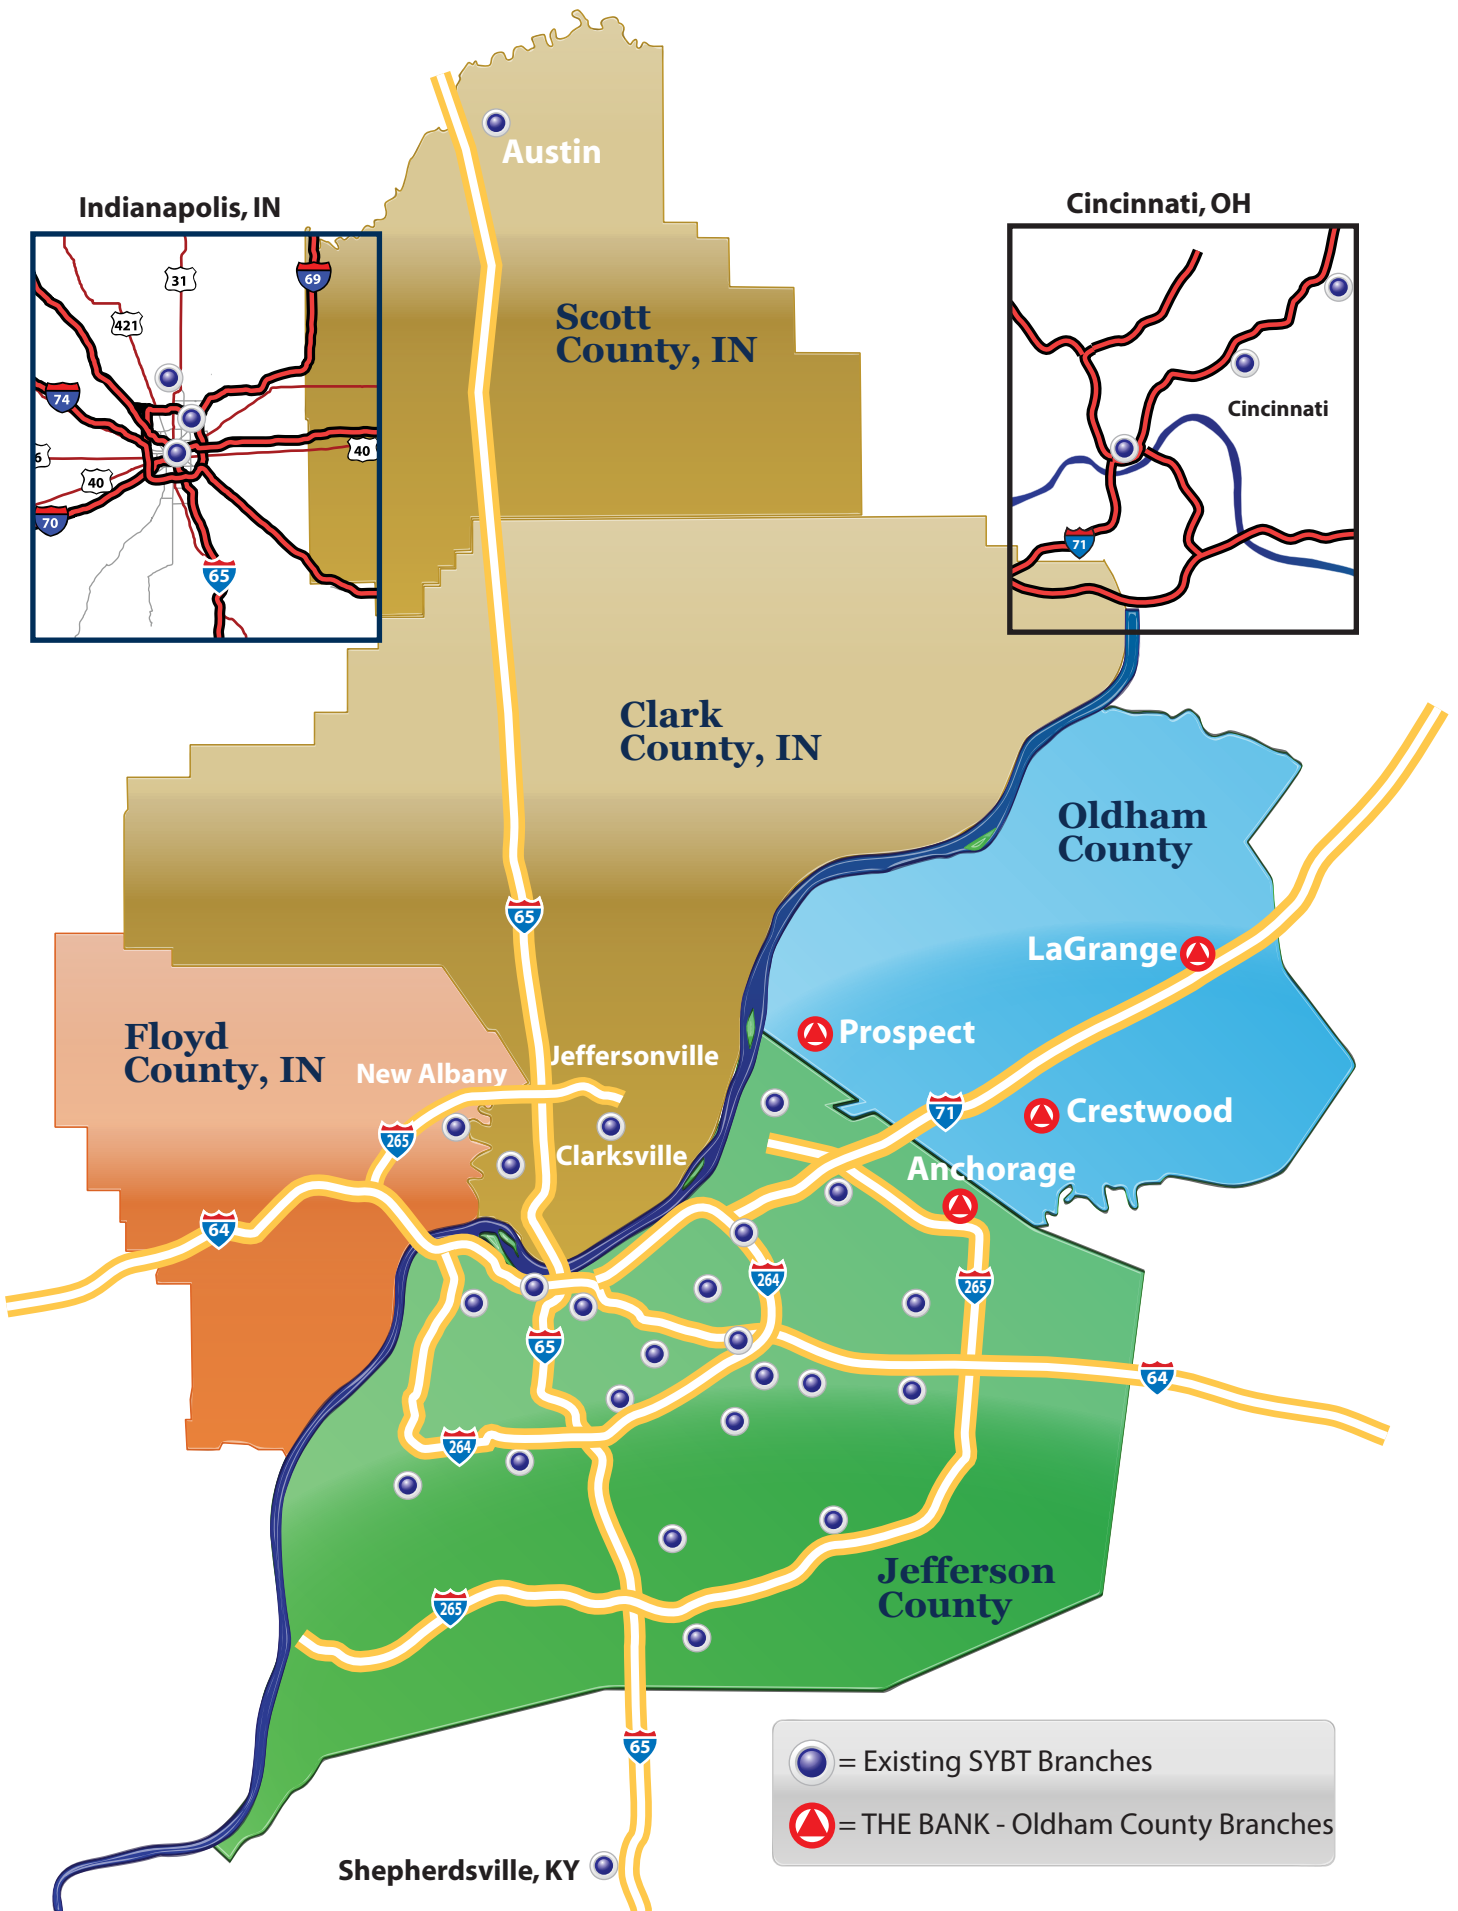 Austin
Indianapolis, IN
Cincinnati, OH
31
69
421
74
6
40
40
70
65
Cincinnati
71
Scott
County, IN
Clark
County, IN
Oldham
County
65
LaGrange
Prospect
Floyd
County, IN
New Albany
Jeffersonville
71
Crestwood
265
Clarksville
Anchorage
64
264
265
65
64
264
Jefferson
County
265
65
= Existing SYBT Branches
= THE BANK - Oldham County Branches
Shepherdsville, KY